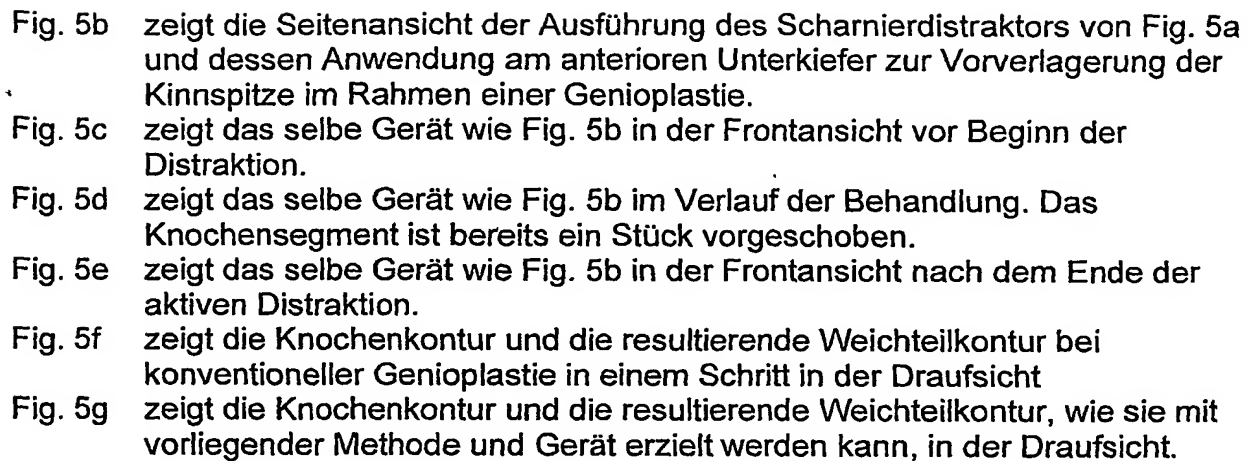 Fig. 5b zeigt die Seitenansicht der Ausführung des Scharnierdistraktors von Fig. 5a
und dessen Anwendung am anterioren Unterkiefer zur Vorverlagerung der
Kinnspitze im Rahmen einer Genioplastie.
Fig. 5c zeigt das selbe Gerät wie Fig. 5b in der Frontansicht vor Beginn der
Distraktion.
Fig. 5d zeigt das selbe Gerät wie Fig. 5b im Verlauf der Behandlung. Das
Knochensegment ist bereits ein Stück vorgeschoben.
Fig. 5e zeigt das selbe Gerät wie Fig. 5b in der Frontansicht nach dem Ende der
aktiven Distraktion.
Fig. 5f zeigt die Knochenkontur und die resultierende Weichteilkontur bei
konventioneller Genioplastie in einem Schritt in der Draufsicht
Fig. 5g zeigt die Knochenkontur und die resultierende Weichteilkontur, wie sie mit
vorliegender Methode und Gerät erzielt werden kann, in der Draufsicht.